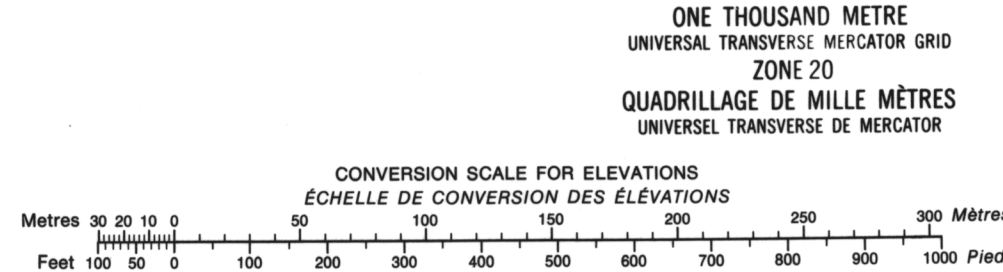 ONE THOUSAND METRE
UNIVERSAL TRANSVERSE MERCATOR GRID
ZONE 20
QUADRILLAGE DE MILLE MÈTRES
UNIVERSEL TRANSVERSE DE MERCATOR
CONVERSION SCALE FOR ELEVATIONS
ÉCHELLE DE CONVERSION DES ÉLÉVATIONS
Metres 30 20 10 0 50 100 150 200 250 300 Mètres
Feet 100 50 0 100 200 300 400 500 600 700 800 900 1000 Pied